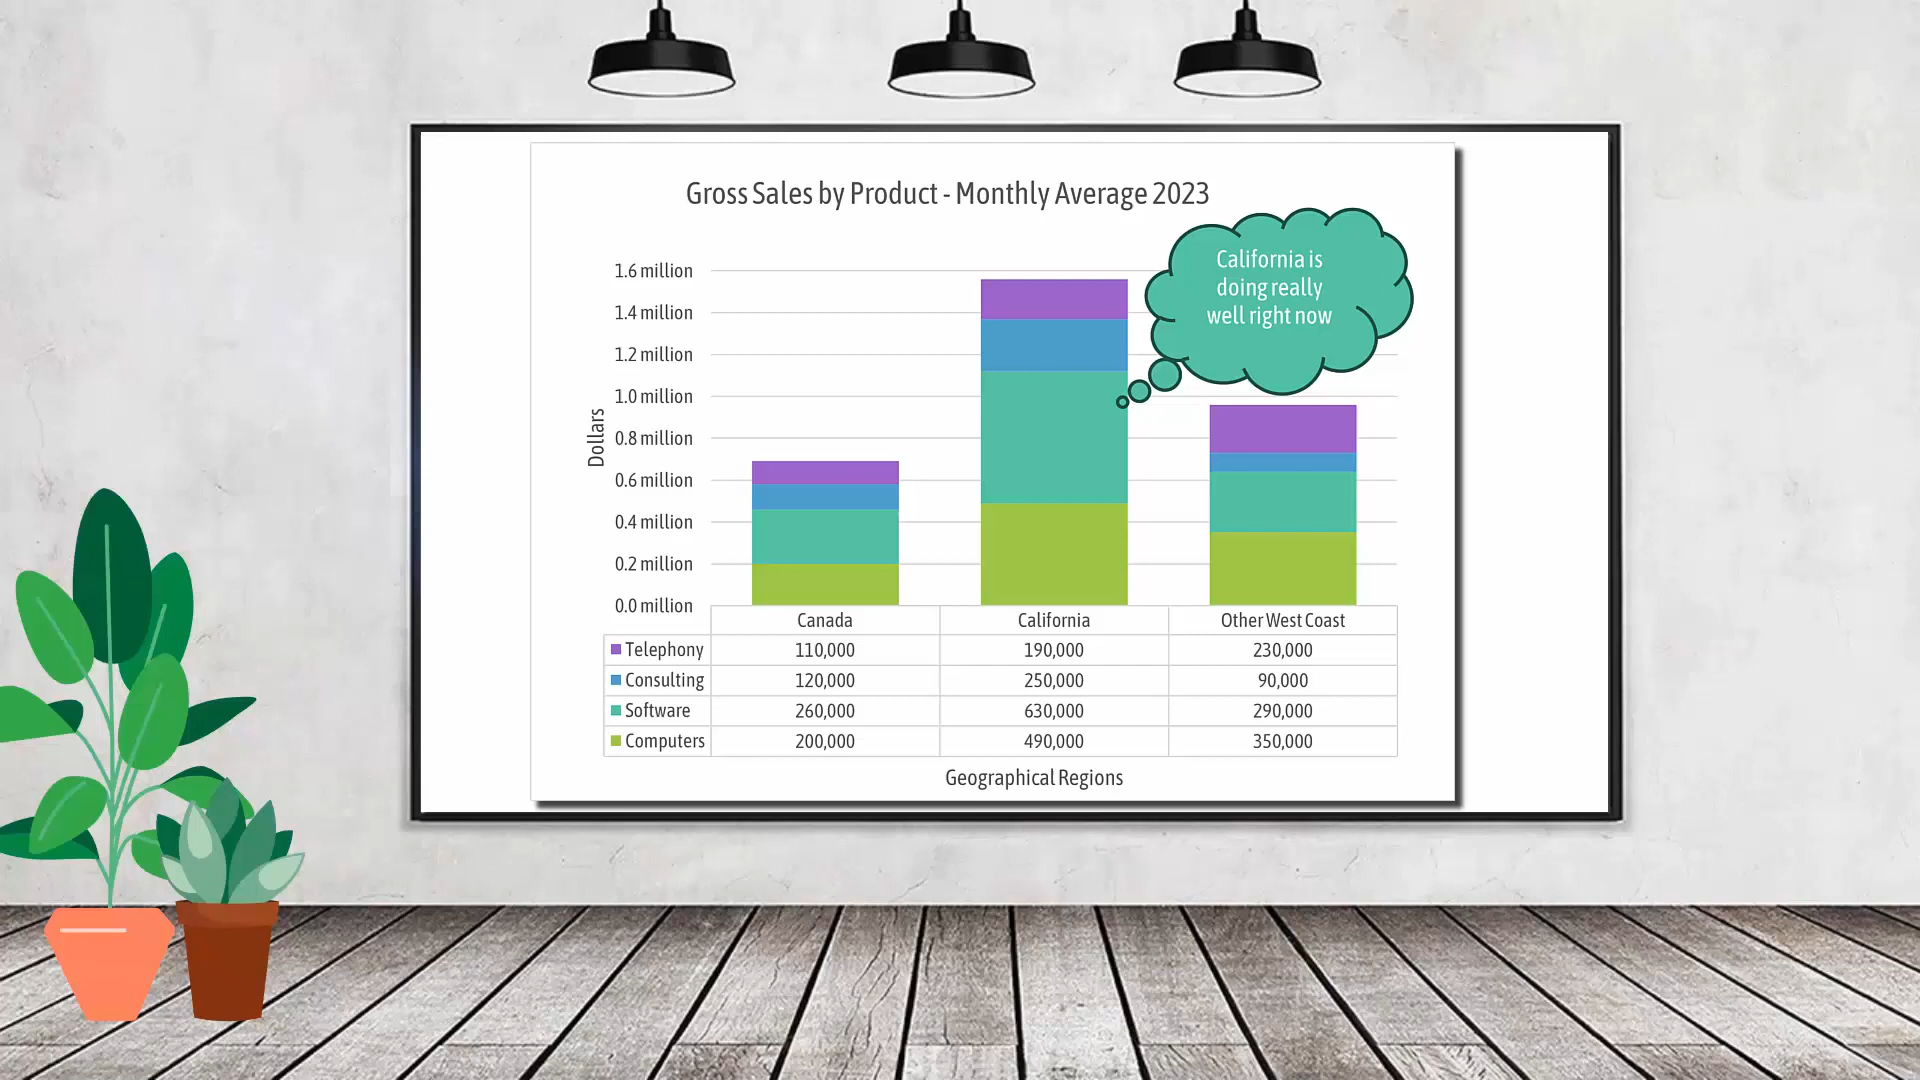 Gross Sales by Product - Monthly Average 2023
California is
doing really
well right now
1.6 million
1.4 million
1.2 million
1.0 million
0.8 million
0.6 million
0.4 million
0.2 million
0.0 million
Dollars
Canada California Other West Coast
Telephony 110,000 190,000 230,000
Consulting 120,000 250,000 90,000
Software 260,000 630,000 290,000
Computers 200,000 490,000 350,000
Geographical Regions